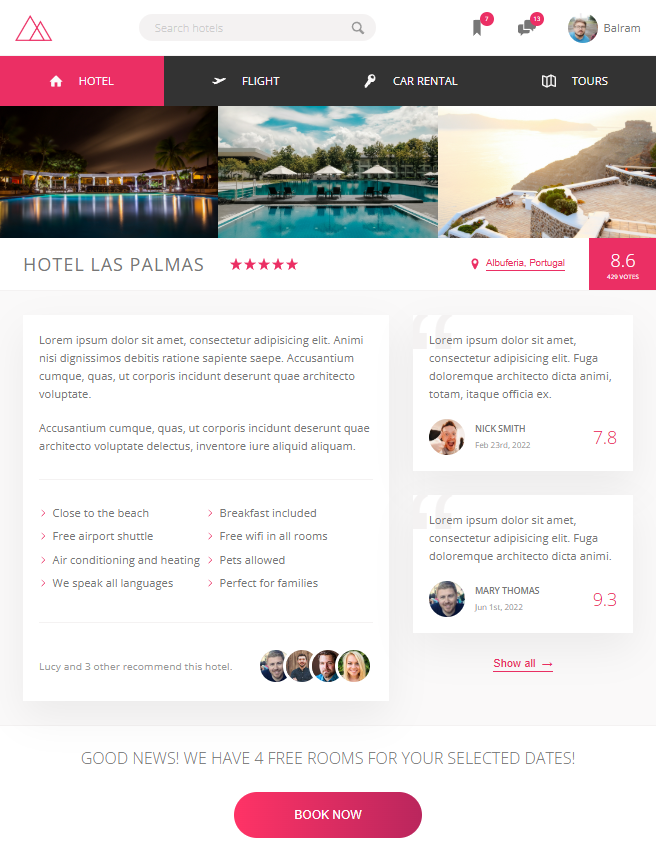 Search hotels
7
13
Balram
HOTEL
FLIGHT
CAR RENTAL
TOURS
HOTEL LAS PALMAS
Albuferia, Portugal
8.6
429 VOTES
Lorem ipsum dolor sit amet, consectetur adipisicing elit. Animi
nisi dignissimos debitis ratione sapiente saepe. Accusantium
cumque, quas, ut corporis incidunt deserunt quae architecto
voluptate.
Accusantium cumque, quas, ut corporis incidunt deserunt quae
architecto voluptate delectus, inventore iure aliquid aliquam.
Close to the beach
Breakfast included
Free airport shuttle
Free wifi in all rooms
Air conditioning and heating
Pets allowed
We speak all languages
Perfect for families
Lucy and 3 other recommend this hotel.
Lorem ipsum dolor sit amet,
consectetur adipisicing elit. Fuga
doloremque architecto dicta animi,
totam, itaque officia ex.
NICK SMITH
Feb 23rd, 2022
7.8
Lorem ipsum dolor sit amet,
consectetur adipisicing elit. Fuga
doloremque architecto dicta animi.
MARY THOMAS
Jun 1st, 2022
9.3
Show all →
GOOD NEWS! WE HAVE 4 FREE ROOMS FOR YOUR SELECTED DATES!
BOOK NOW